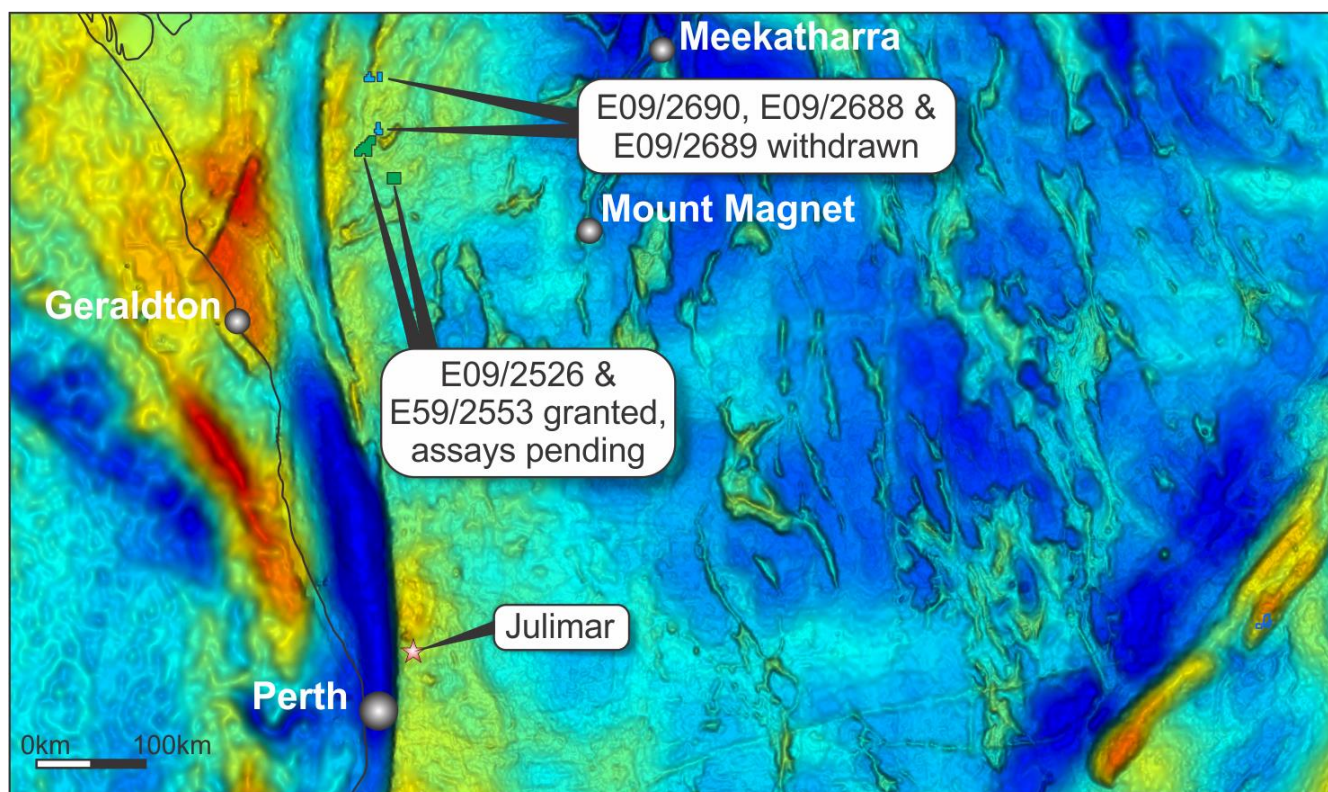 Meekatharra
E09/2690, E09/2688 &
E09/2689 withdrawn
Mount Magnet
Geraldton
E09/2526 &
E59/2553 granted,
assays pending
Julimar
Perth
0km 100km